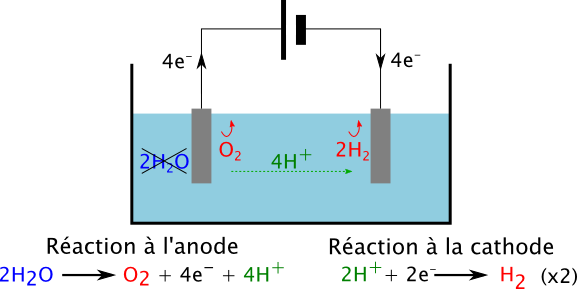 4e⁻ 4e⁻
2H₂O O₂ 4H⁺ 2H₂
Réaction à l'anode Réaction à la cathode
2H₂O → O₂ + 4e⁻ + 4H⁺ 2H⁺ + 2e⁻ → H₂ (x2)